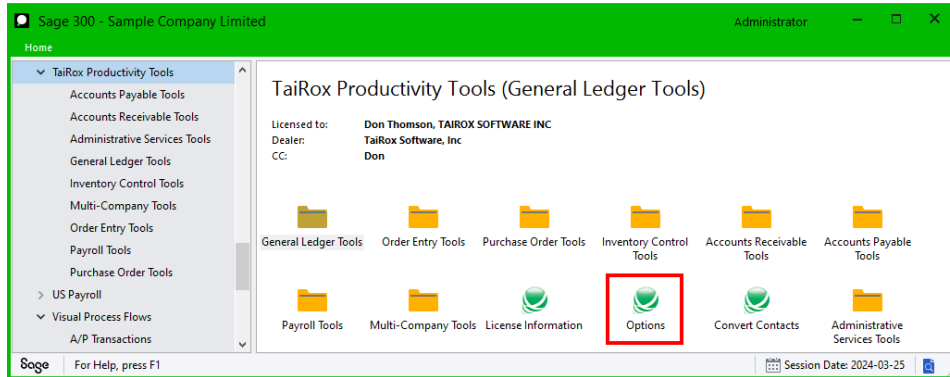 Sage 300 - Sample Company Limited
Administrator
Home
TaiRox Productivity Tools
Accounts Payable Tools
Accounts Receivable Tools
Administrative Services Tools
General Ledger Tools
Inventory Control Tools
Multi-Company Tools
Order Entry Tools
Payroll Tools
Purchase Order Tools
US Payroll
Visual Process Flows
A/P Transactions
TaiRox Productivity Tools (General Ledger Tools)
Licensed to: Don Thomson, TAIROX SOFTWARE INC
Dealer: TaiRox Software, Inc
CC: Don
General Ledger Tools
Order Entry Tools
Purchase Order Tools
Inventory Control
Tools
Accounts Receivable
Tools
Accounts Payable
Tools
Payroll Tools
Multi-Company Tools
License Information
Options
Convert Contacts
Administrative
Services Tools
Sage
For Help, press F1
Session Date: 2024-03-25